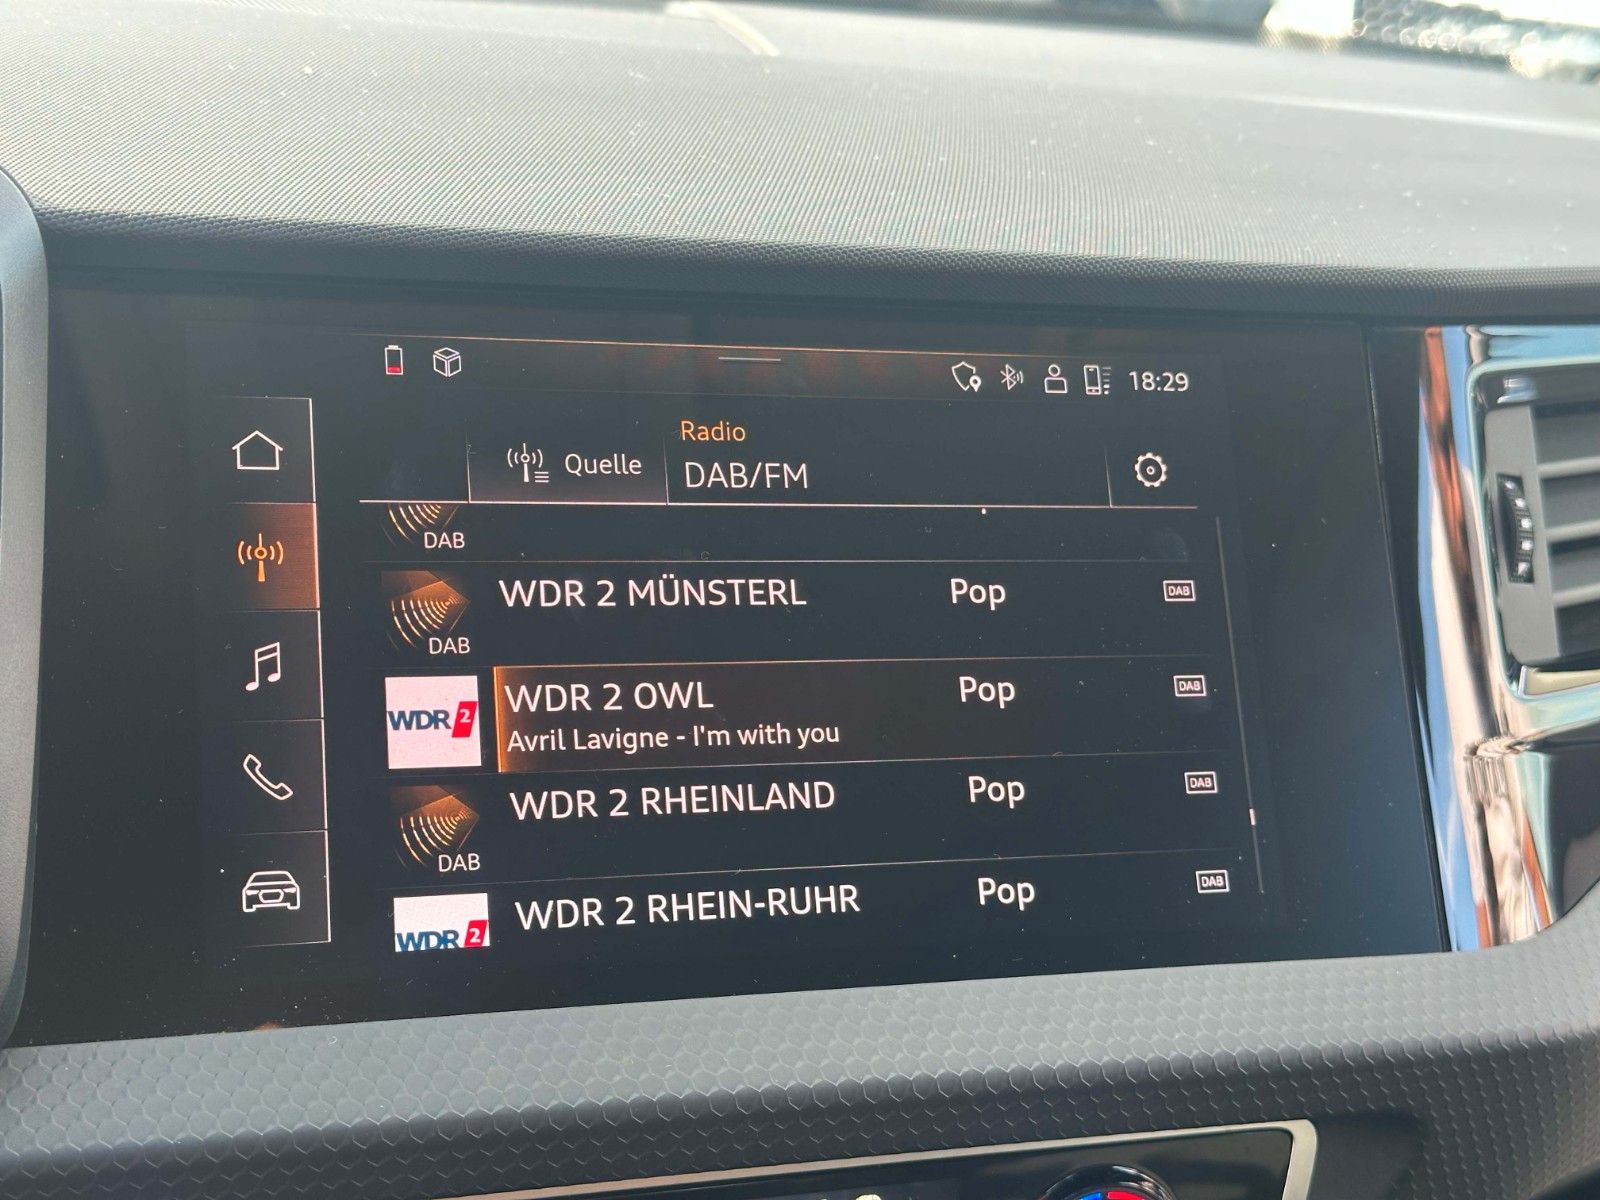 18:29
Radio
Quelle
DAB/FM
DAB
WDR 2 MÜNSTERL Pop DAB
DAB
WDR 2 OWL Pop DAB
WDR 2
Avril Lavigne - I'm with you
WDR 2 RHEINLAND Pop DAB
DAB
WDR 2 RHEIN-RUHR Pop DAB
WDR 2